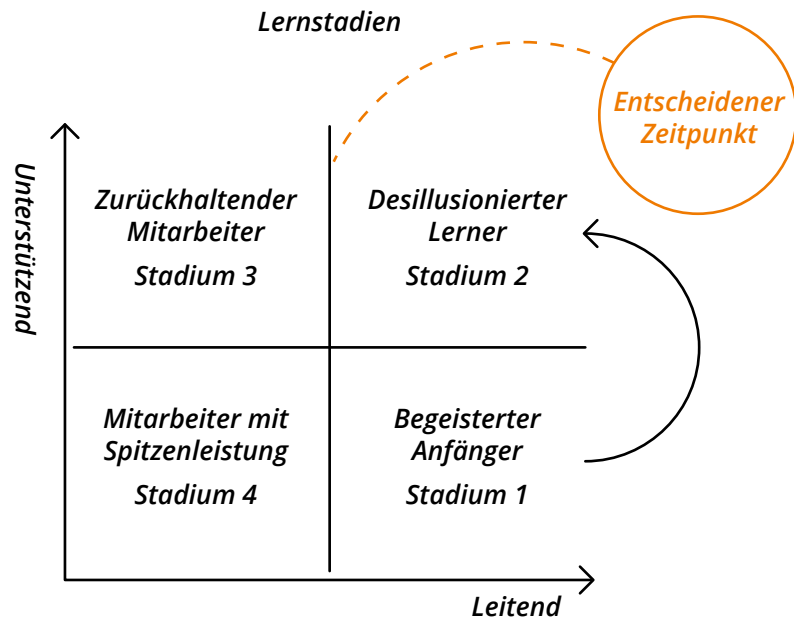 Lernstadien
Entscheidener
Zeitpunkt
Unterstützend
Zurückhaltender
Mitarbeiter
Stadium 3
Desillusionierter
Lerner
Stadium 2
Mitarbeiter mit
Spitzenleistung
Stadium 4
Begeisterter
Anfänger
Stadium 1
Leitend